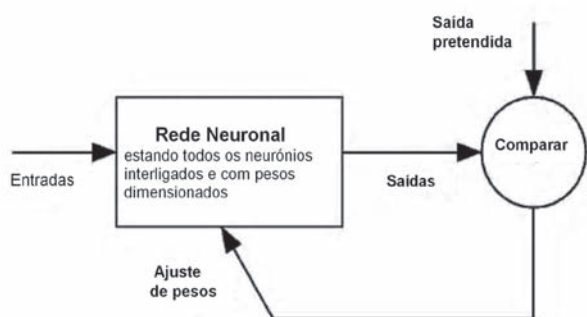 Saída
pretendida
Rede Neuronal
estando todos os neurónios
interligados e com pesos
dimensionados
Comparar
Entradas
Saídas
Ajuste
de pesos